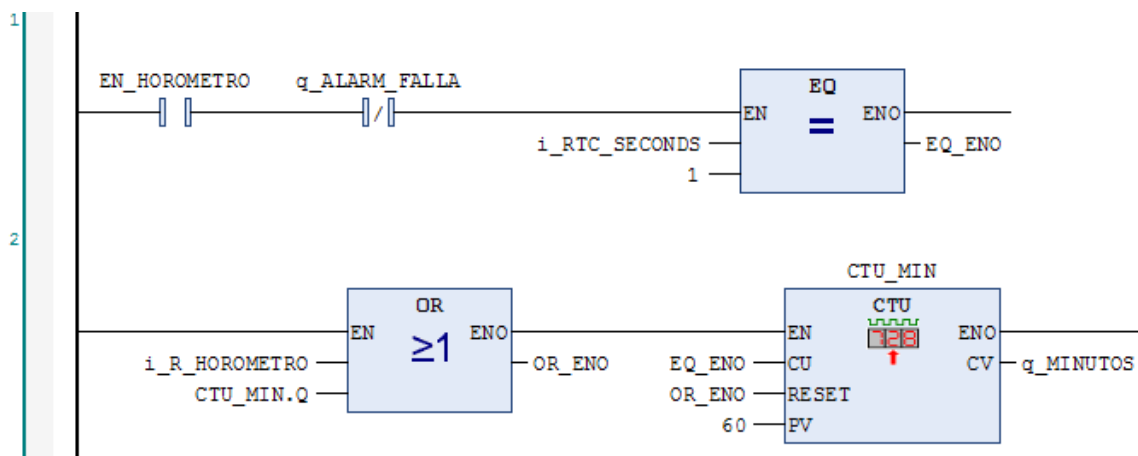 1
EN_HOROMETRO q_ALARM_FALLA
EQ
EN = ENO
i_RTC_SECONDS EQ_ENO
1
2
CTU_MIN
OR CTU
EN ≥1 ENO EN 728 ENO
i_R_HOROMETRO OR_ENO EQ_ENO CU CV q_MINUTOS
CTU_MIN.Q OR_ENO RESET
60 PV